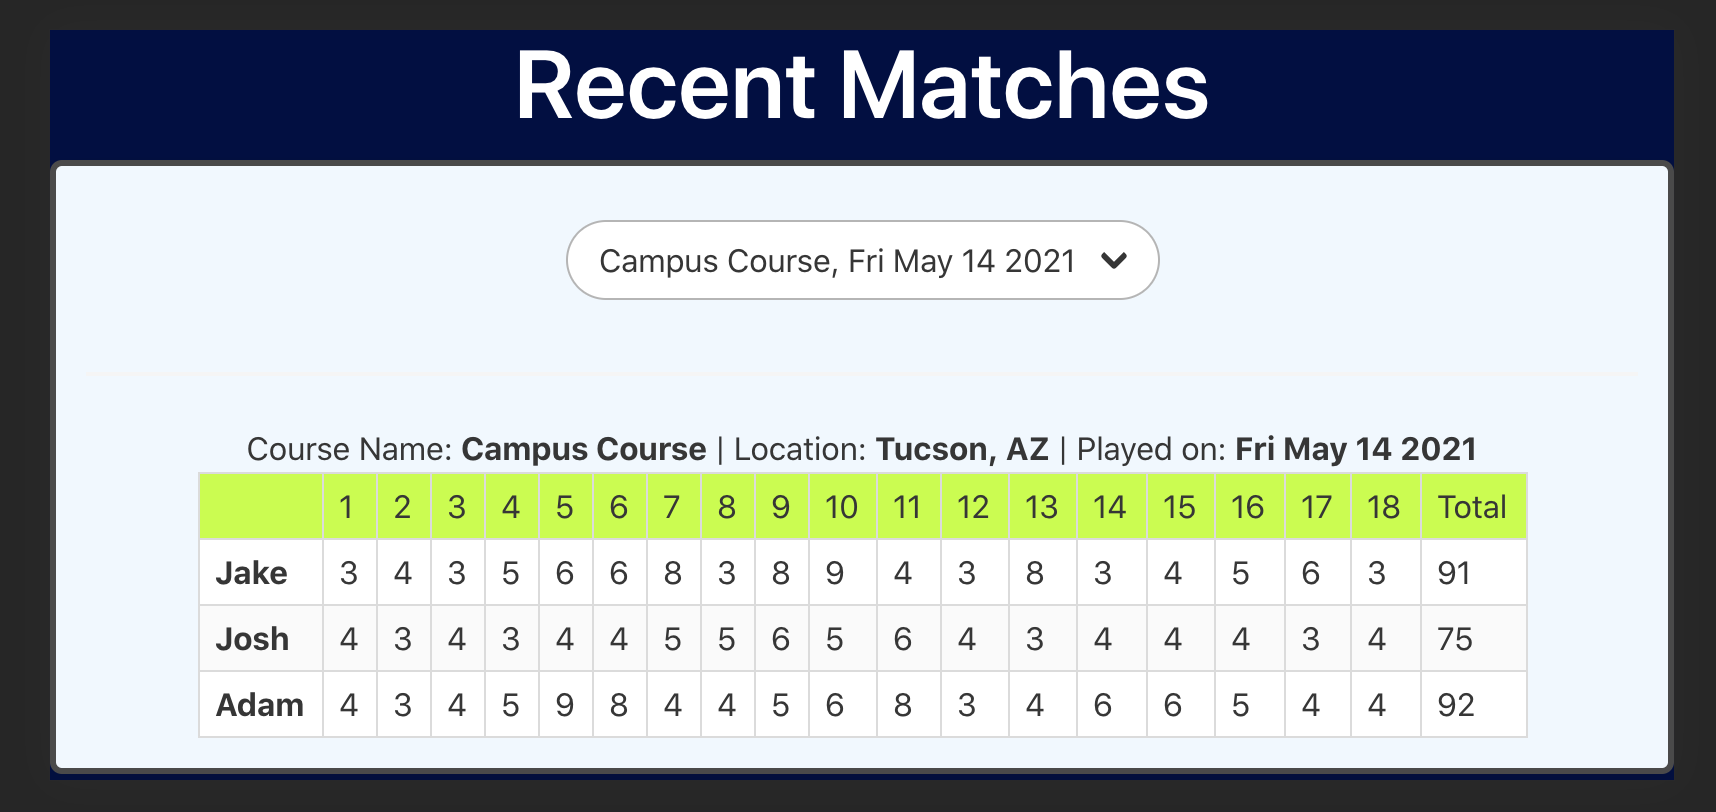 Recent Matches
Campus Course, Fri May 14 2021
Course Name: Campus Course | Location: Tucson, AZ | Played on: Fri May 14 2021
1 2 3 4 5 6 7 8 9 10 11 12 13 14 15 16 17 18 Total
Jake 3 4 3 5 6 6 8 3 8 9 4 3 8 3 4 5 6 3 91
Josh 4 3 4 3 4 4 5 5 6 5 6 4 3 4 4 4 3 4 75
Adam 4 3 4 5 9 8 4 4 5 6 8 3 4 6 6 5 4 4 92